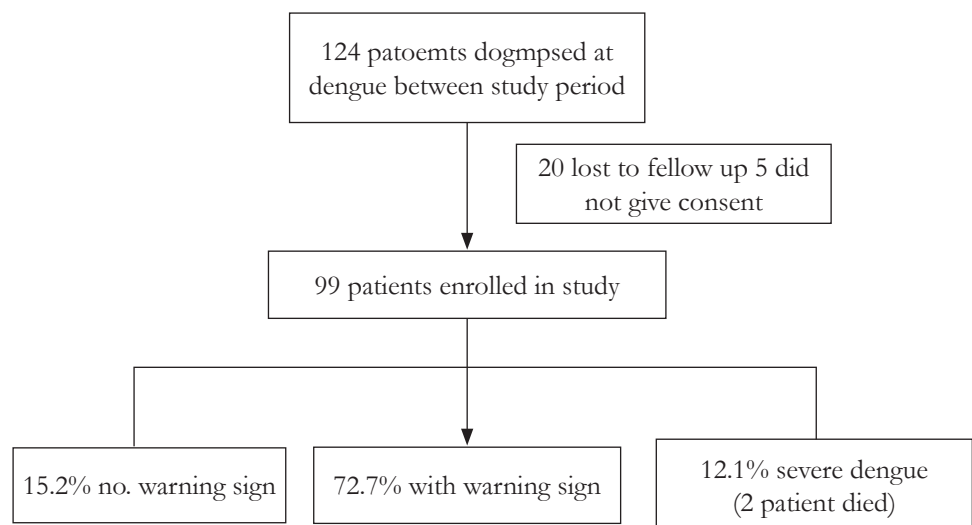 124 patoemts dogmpsed at
dengue between study period
20 lost to fellow up 5 did
not give consent
99 patients enrolled in study
15.2% no. warning sign
72.7% with warning sign
12.1% severe dengue
(2 patient died)